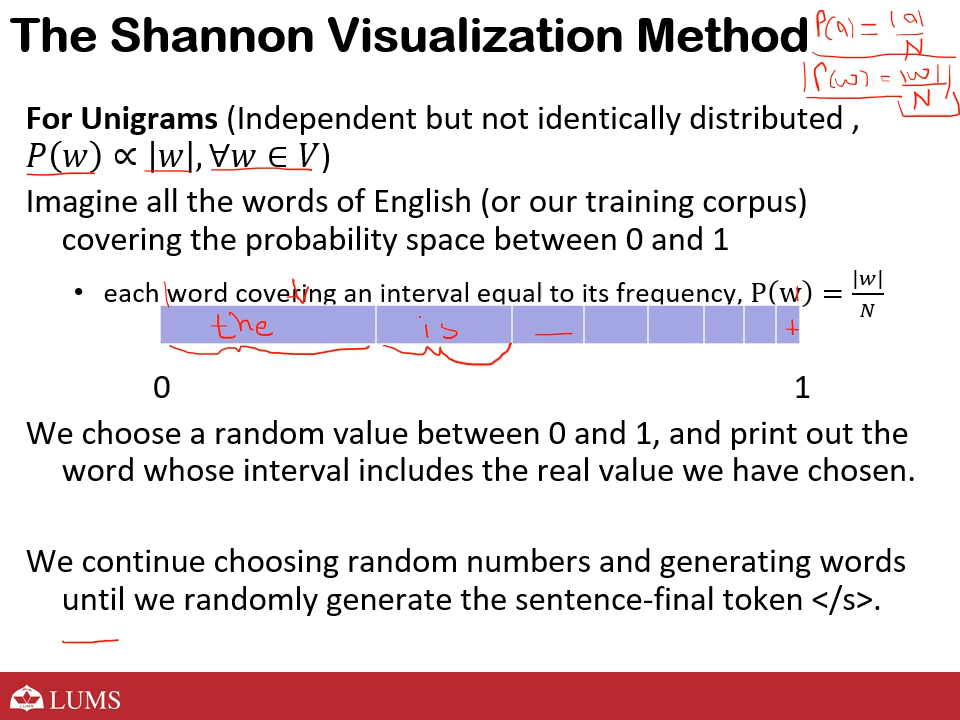 The Shannon Visualization Method
P(a) = |a| / N
|P(w) = |w| / N|
For Unigrams (Independent but not identically distributed ,
P(w) ∝ |w|, ∀w ∈ V)
Imagine all the words of English (or our training corpus)
covering the probability space between 0 and 1
• each word covering an interval equal to its frequency, P(w) = |w| / N
the is
0 1
We choose a random value between 0 and 1, and print out the
word whose interval includes the real value we have chosen.
We continue choosing random numbers and generating words
until we randomly generate the sentence-final token </s>.
LUMS